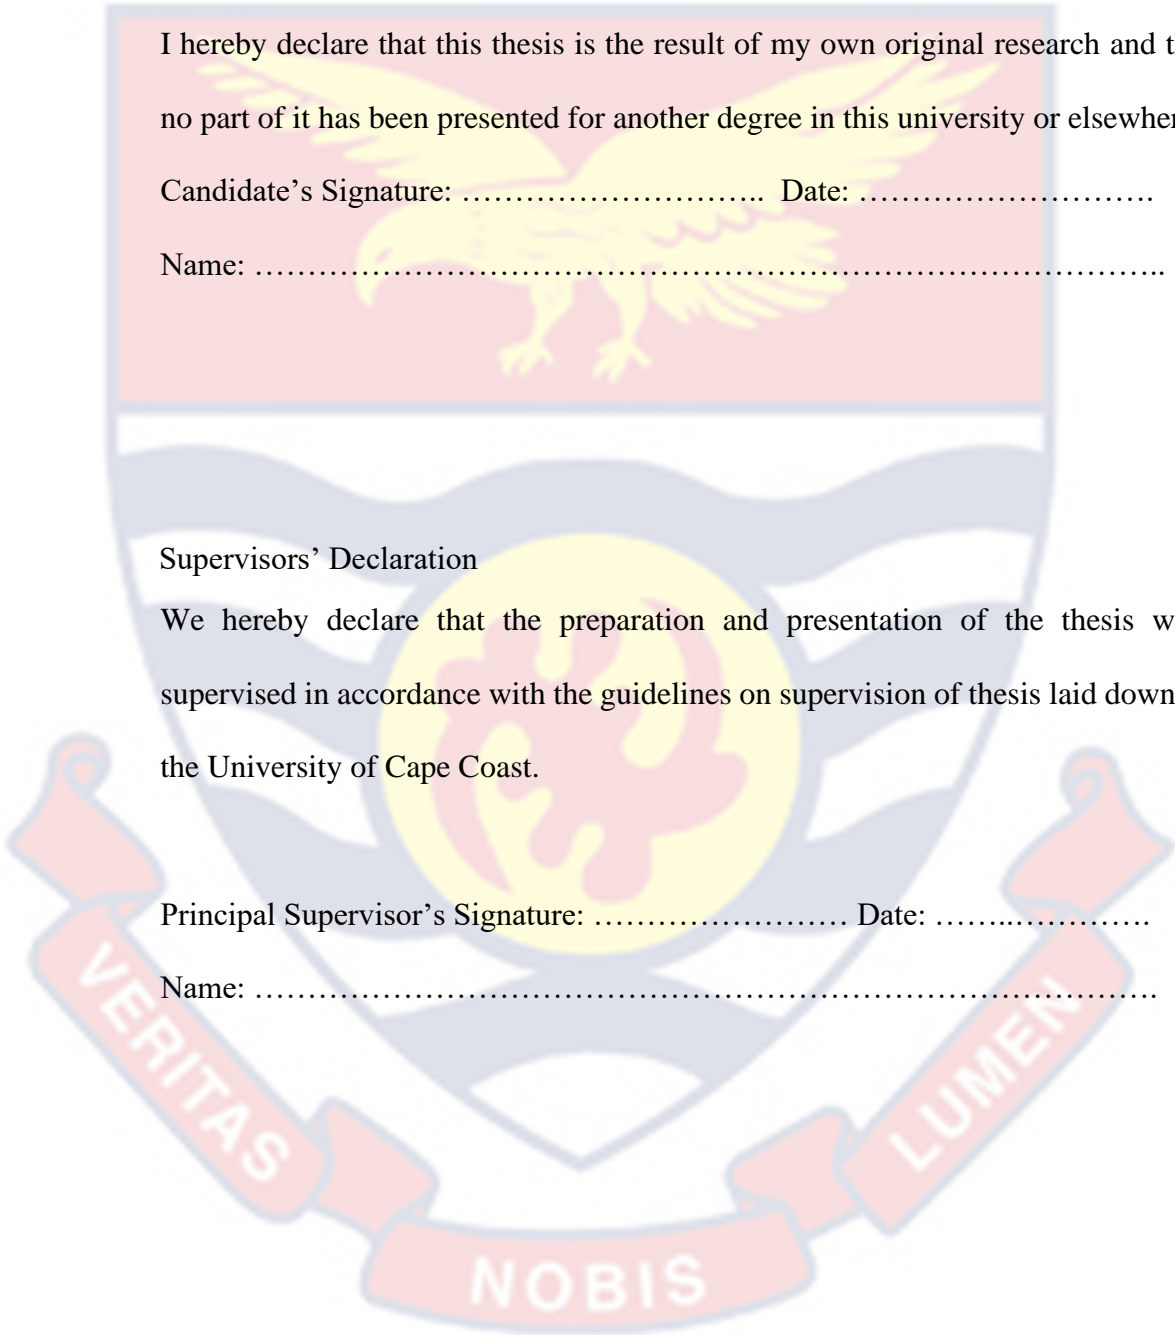 I hereby declare that this thesis is the result of my own original research and t
no part of it has been presented for another degree in this university or elsewher
Candidate’s Signature: ……………………….. Date: ……………………….
Name: …………………………………………………………………………..
Supervisors’ Declaration
We hereby declare that the preparation and presentation of the thesis w
supervised in accordance with the guidelines on supervision of thesis laid down
the University of Cape Coast.
Principal Supervisor’s Signature: …………………… Date: ……..………….
Name: ………………………………………………………………………….
VERITAS
NOBIS
LUMEN